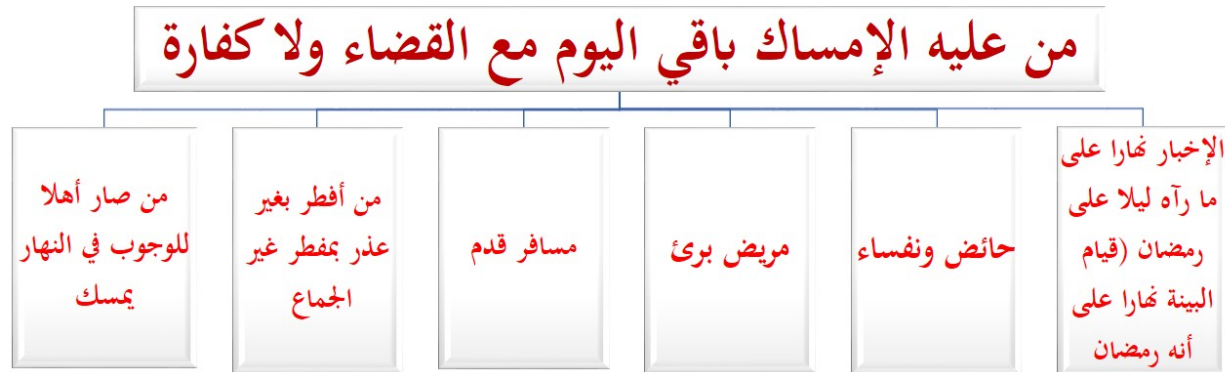 من عليه الإمساك باقي اليوم مع القضاء ولا كفارة
الإخبار نهارا على
ما رآه ليلا على
رمضان (قيام
البينة نهارا على
أنه رمضان
حائض ونفساء
مريض برئ
مسافر قدم
من أفطر بغير
عذر بمفطر غير
الجماع
من صار أهلا
للوجوب في النهار
يمسك